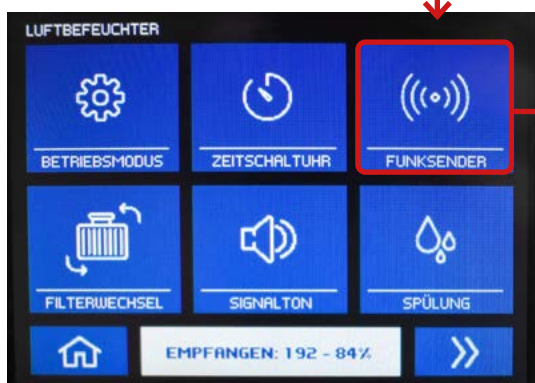 LUFTBEFEUCHTER
BETRIEBSMODUS
ZEITSCHALTUHR
FUNKSENDER
FILTERWECHSEL
SIGNALTON
SPÜLUNG
EMPFANGEN: 192 - 84%